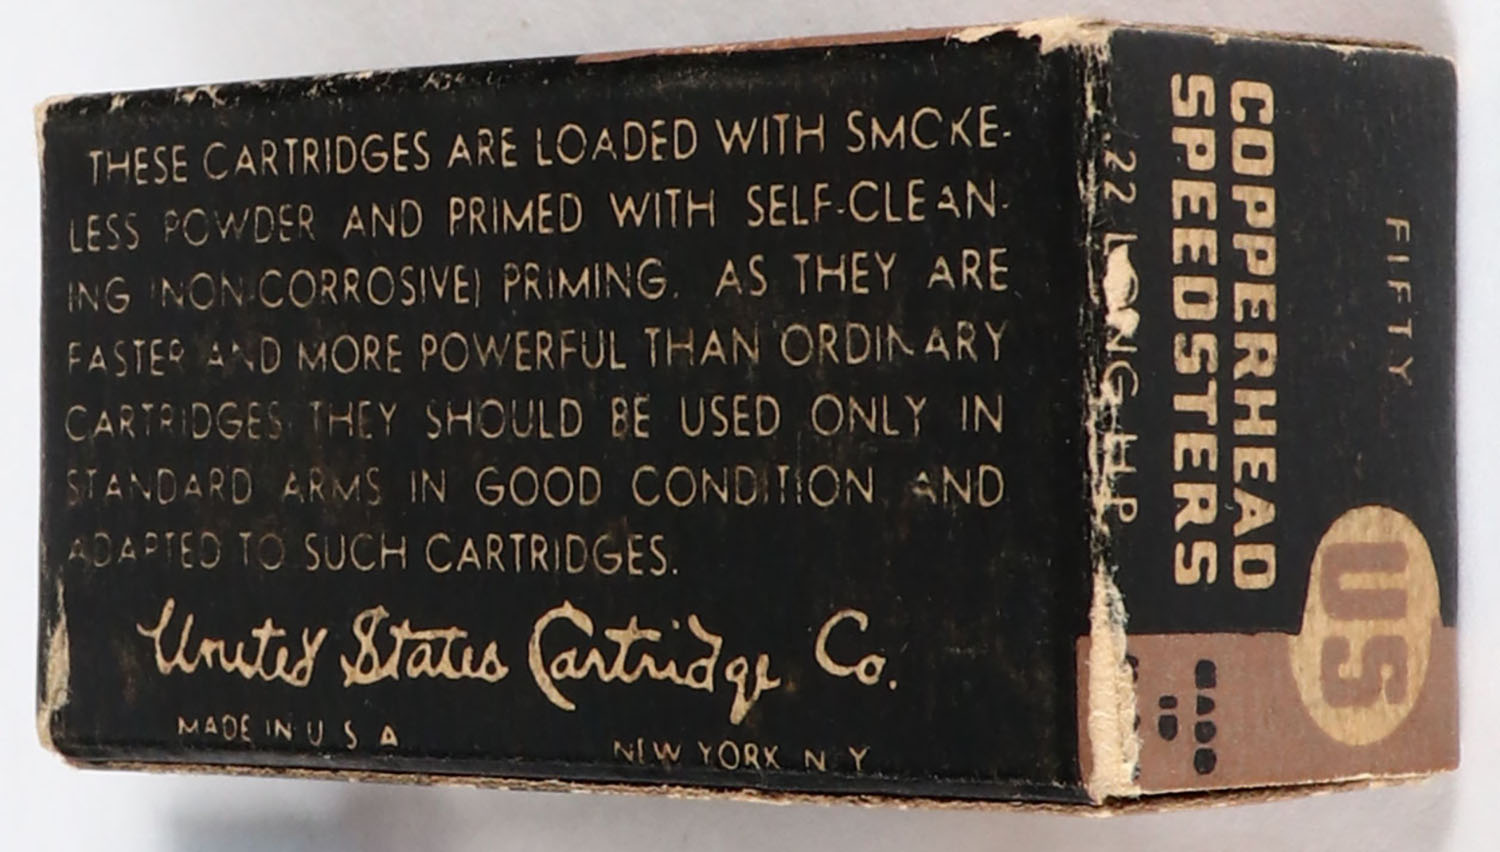 THESE CARTRIDGES ARE LOADED WITH SMOKE-
LESS POWDER AND PRIMED WITH SELF-CLEAN-
ING (NON-CORROSIVE) PRIMING. AS THEY ARE
FASTER AND MORE POWERFUL THAN ORDINARY
CARTRIDGES THEY SHOULD BE USED ONLY IN
STANDARD ARMS IN GOOD CONDITION AND
ADAPTED TO SUCH CARTRIDGES.
United States Cartridge Co.
MADE IN U S A
NEW YORK N Y
FIFTY
COPPERHEAD
SPEEDSTERS
.22 LONG H.P.
US